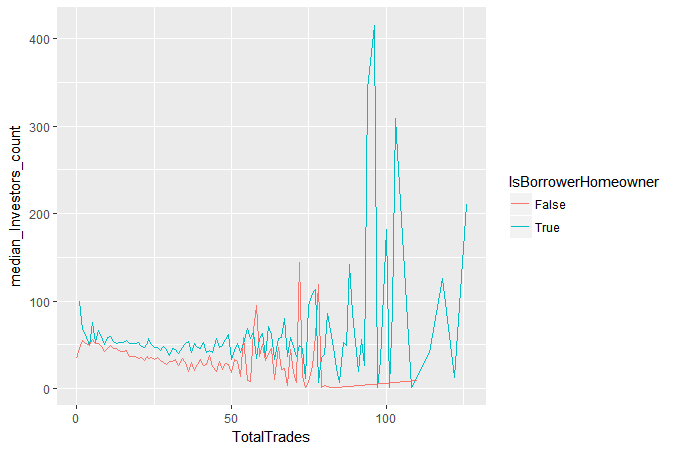 400
300
200
100
0
0
50
100
TotalTrades
median_Investors_count
IsBorrowerHomeowner
False
True